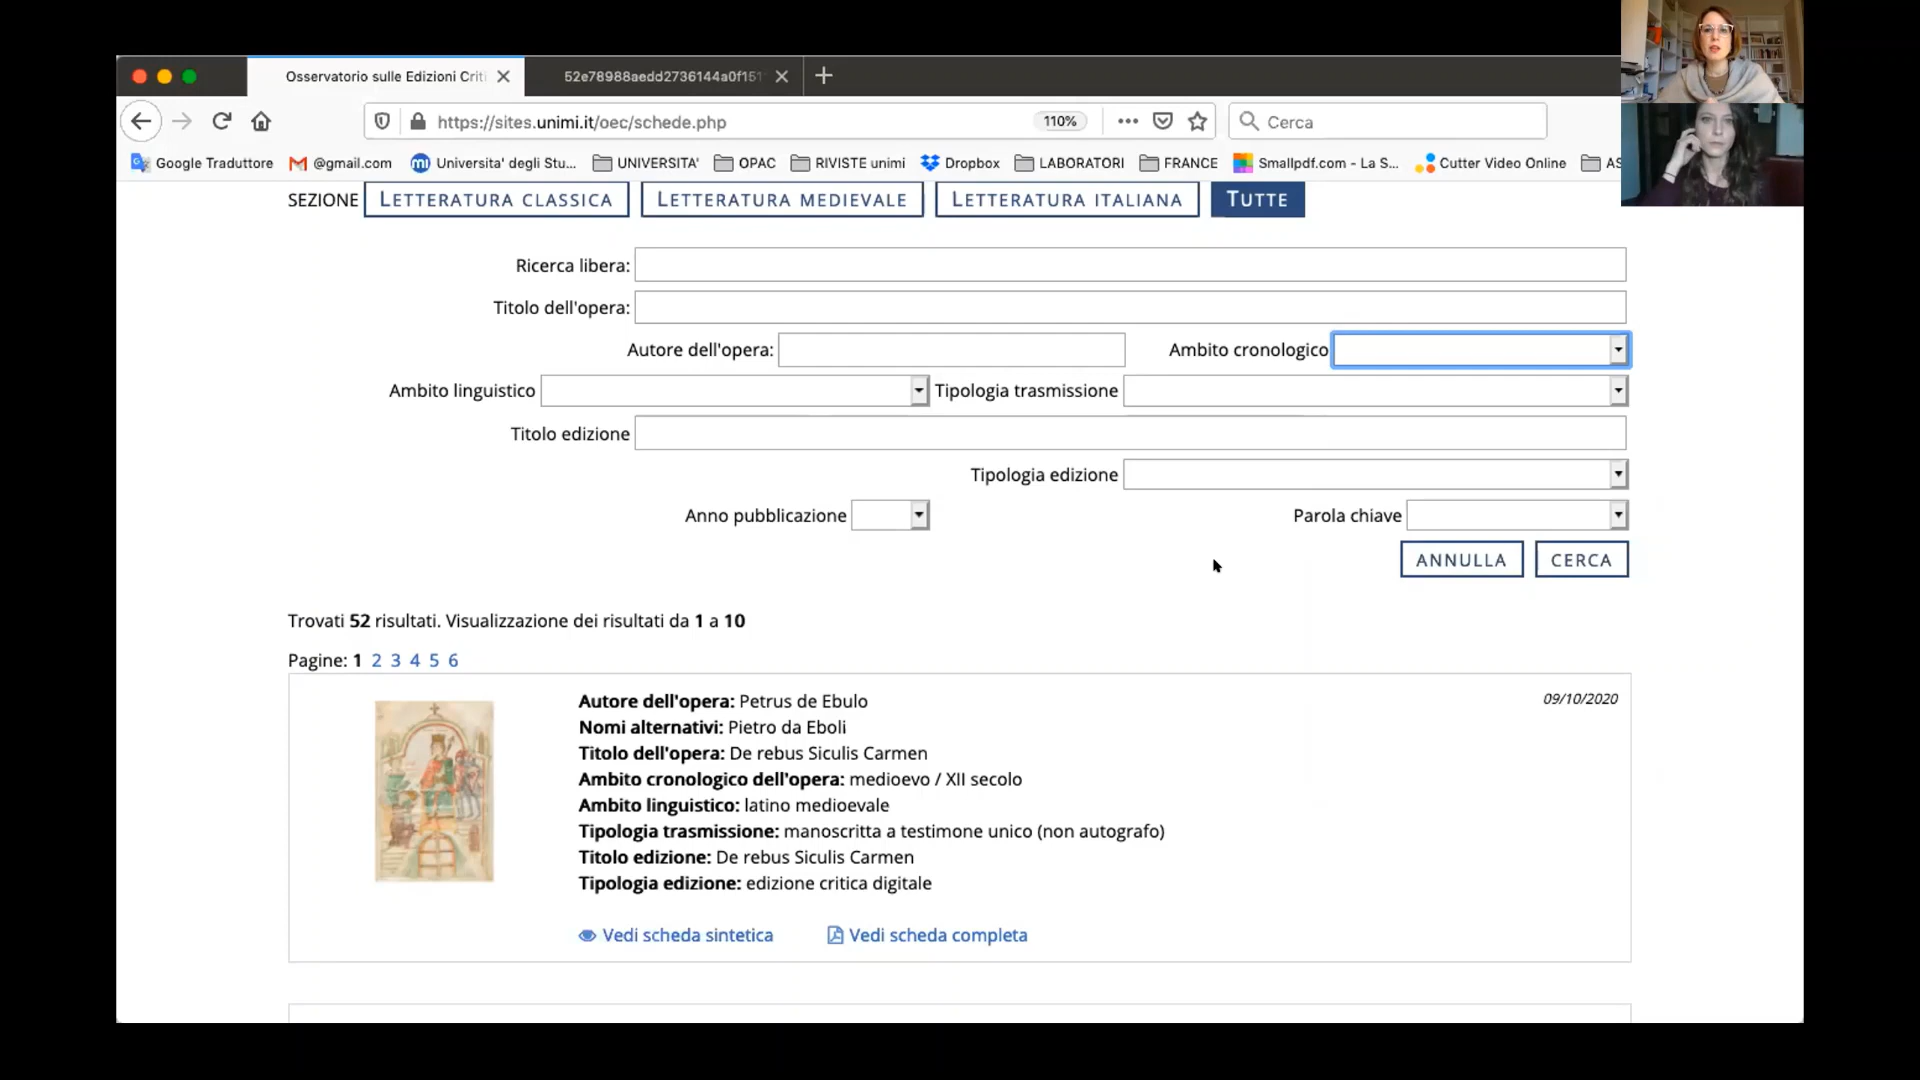 Osservatorio sulle Edizioni Criti
52e78988aedd2736144a0f151
https://sites.unimi.it/oec/schede.php
110%
Cerca
Google Traduttore
@gmail.com
Universita' degli Stu...
UNIVERSITA'
OPAC
RIVISTE unimi
Dropbox
LABORATORI
FRANCE
Smallpdf.com - La S...
Cutter Video Online
AS
SEZIONE LETTERATURA CLASSICA LETTERATURA MEDIEVALE LETTERATURA ITALIANA TUTTE
Ricerca libera:
Titolo dell'opera:
Autore dell'opera: Ambito cronologico
Ambito linguistico Tipologia trasmissione
Titolo edizione
Tipologia edizione
Anno pubblicazione Parola chiave
ANNULLA CERCA
Trovati 52 risultati. Visualizzazione dei risultati da 1 a 10
Pagine: 1 2 3 4 5 6
Autore dell'opera: Petrus de Ebulo 09/10/2020
Nomi alternativi: Pietro da Eboli
Titolo dell'opera: De rebus Siculis Carmen
Ambito cronologico dell'opera: medioevo / XII secolo
Ambito linguistico: latino medioevale
Tipologia trasmissione: manoscritta a testimone unico (non autografo)
Titolo edizione: De rebus Siculis Carmen
Tipologia edizione: edizione critica digitale
Vedi scheda sintetica Vedi scheda completa